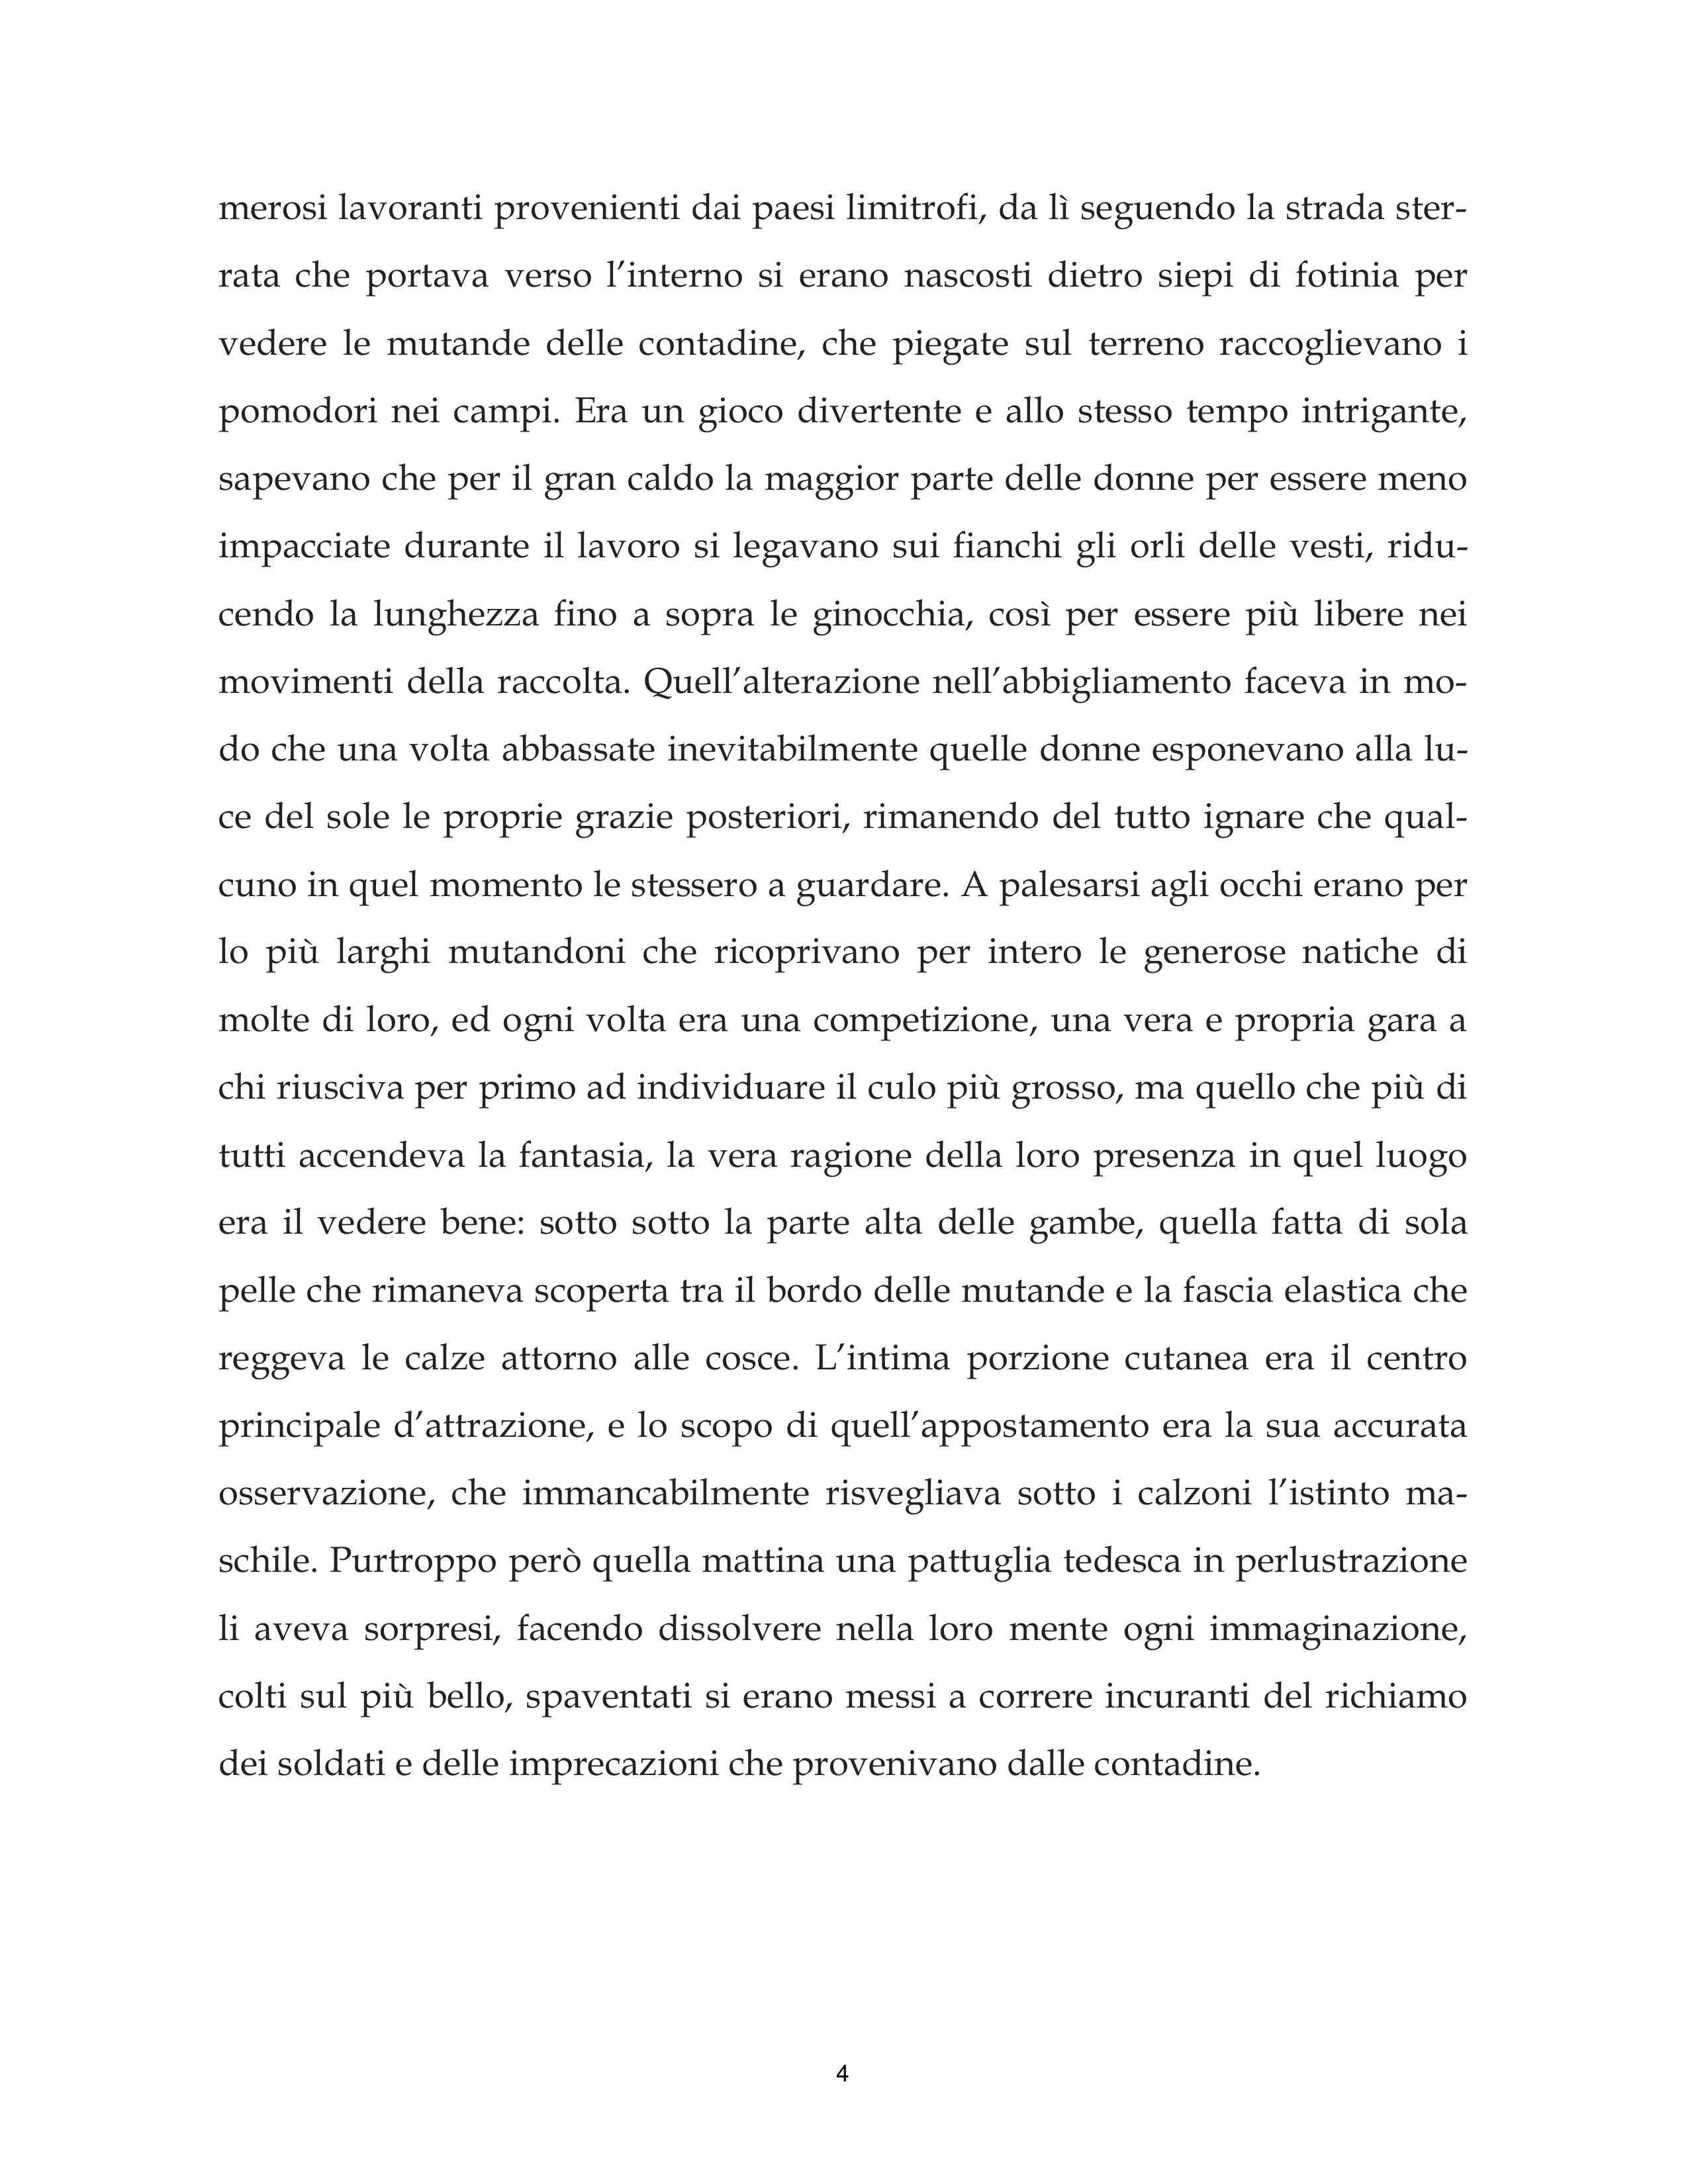 merosi lavoranti provenienti dai paesi limitrofi, da lì seguendo la strada ster-
rata che portava verso l’interno si erano nascosti dietro siepi di fotinia per
vedere le mutande delle contadine, che piegate sul terreno raccoglievano i
pomodori nei campi. Era un gioco divertente e allo stesso tempo intrigante,
sapevano che per il gran caldo la maggior parte delle donne per essere meno
impacciate durante il lavoro si legavano sui fianchi gli orli delle vesti, ridu-
cendo la lunghezza fino a sopra le ginocchia, così per essere più libere nei
movimenti della raccolta. Quell’alterazione nell’abbigliamento faceva in mo-
do che una volta abbassate inevitabilmente quelle donne esponevano alla lu-
ce del sole le proprie grazie posteriori, rimanendo del tutto ignare che qual-
cuno in quel momento le stessero a guardare. A palesarsi agli occhi erano per
lo più larghi mutandoni che ricoprivano per intero le generose natiche di
molte di loro, ed ogni volta era una competizione, una vera e propria gara a
chi riusciva per primo ad individuare il culo più grosso, ma quello che più di
tutti accendeva la fantasia, la vera ragione della loro presenza in quel luogo
era il vedere bene: sotto sotto la parte alta delle gambe, quella fatta di sola
pelle che rimaneva scoperta tra il bordo delle mutande e la fascia elastica che
reggeva le calze attorno alle cosce. L’intima porzione cutanea era il centro
principale d’attrazione, e lo scopo di quell’appostamento era la sua accurata
osservazione, che immancabilmente risvegliava sotto i calzoni l’istinto ma-
schile. Purtroppo però quella mattina una pattuglia tedesca in perlustrazione
li aveva sorpresi, facendo dissolvere nella loro mente ogni immaginazione,
colti sul più bello, spaventati si erano messi a correre incuranti del richiamo
dei soldati e delle imprecazioni che provenivano dalle contadine.
4